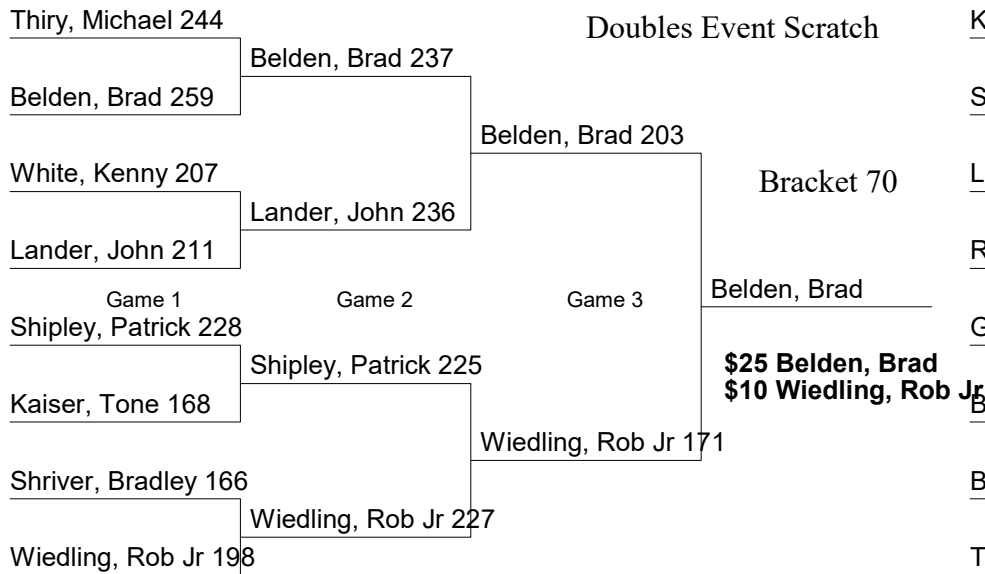 Thiry, Michael 244
Doubles Event Scratch
K
Belden, Brad 237
Belden, Brad 259
S
Belden, Brad 203
White, Kenny 207
Bracket 70
L
Lander, John 236
Lander, John 211
R
Game 1
Game 2
Game 3
Belden, Brad
Shipley, Patrick 228
G
Shipley, Patrick 225
$25 Belden, Brad
$10 Wiedling, Rob Jr
Kaiser, Tone 168
B
Wiedling, Rob Jr 171
Shriver, Bradley 166
B
Wiedling, Rob Jr 227
Wiedling, Rob Jr 198
T